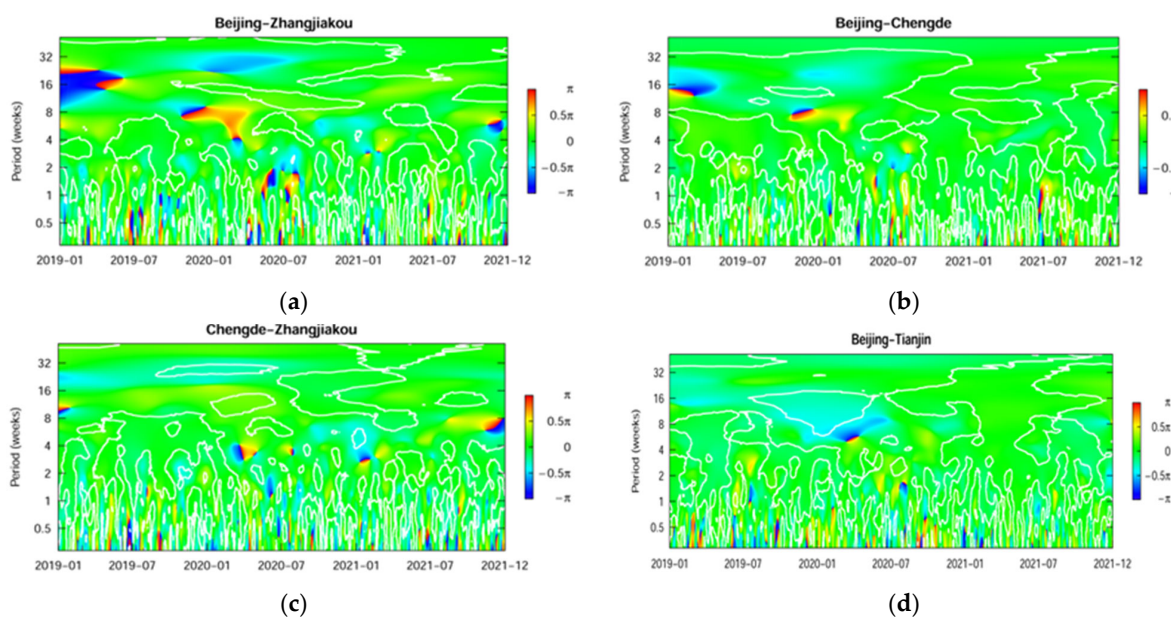 Beijing–Zhangjiakou
Period (weeks)
32
16
8
4
2
1
0.5
2019−01 2019−07 2020−01 2020−07 2021−01 2021−07 2021−12
π
0.5π
0
−0.5π
−π
(a)
Beijing–Chengde
Period (weeks)
32
16
8
4
2
1
0.5
2019−01 2019−07 2020−01 2020−07 2021−01 2021−07 2021−12
0.
0
−0.
(b)
Chengde–Zhangjiakou
Period (weeks)
32
16
8
4
2
1
0.5
2019−01 2019−07 2020−01 2020−07 2021−01 2021−07 2021−12
π
0.5π
0
−0.5π
−π
(c)
Beijing–Tianjin
Period (weeks)
32
16
8
4
2
1
0.5
2019−01 2019−07 2020−01 2020−07 2021−01 2021−07 2021−12
π
0.5π
0
−0.5π
−π
(d)